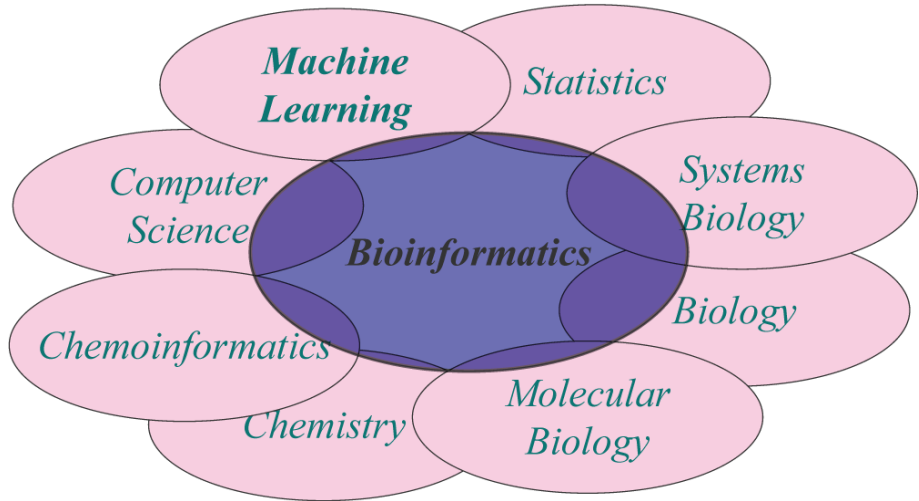 Machine
Learning
Statistics
Computer
Science
Systems
Biology
Bioinformatics
Biology
Chemoinformatics
Molecular
Biology
Chemistry